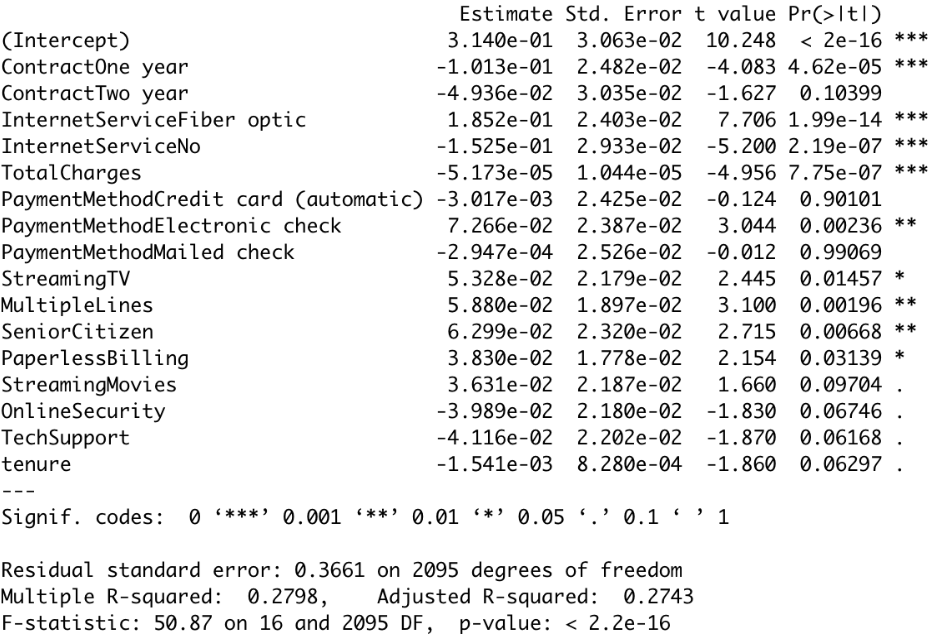 Estimate Std. Error t value Pr(>|t|)
(Intercept) 3.140e-01 3.063e-02 10.248 < 2e-16 ***
ContractOne year -1.013e-01 2.482e-02 -4.083 4.62e-05 ***
ContractTwo year -4.936e-02 3.035e-02 -1.627 0.10399
InternetServiceFiber optic 1.852e-01 2.403e-02 7.706 1.99e-14 ***
InternetServiceNo -1.525e-01 2.933e-02 -5.200 2.19e-07 ***
TotalCharges -5.173e-05 1.044e-05 -4.956 7.75e-07 ***
PaymentMethodCredit card (automatic) -3.017e-03 2.425e-02 -0.124 0.90101
PaymentMethodElectronic check 7.266e-02 2.387e-02 3.044 0.00236 **
PaymentMethodMailed check -2.947e-04 2.526e-02 -0.012 0.99069
StreamingTV 5.328e-02 2.179e-02 2.445 0.01457 *
MultipleLines 5.880e-02 1.897e-02 3.100 0.00196 **
SeniorCitizen 6.299e-02 2.320e-02 2.715 0.00668 **
PaperlessBilling 3.830e-02 1.778e-02 2.154 0.03139 *
StreamingMovies 3.631e-02 2.187e-02 1.660 0.09704 .
OnlineSecurity -3.989e-02 2.180e-02 -1.830 0.06746 .
TechSupport -4.116e-02 2.202e-02 -1.870 0.06168 .
tenure -1.541e-03 8.280e-04 -1.860 0.06297 .
---
Signif. codes: 0 ‘***’ 0.001 ‘**’ 0.01 ‘*’ 0.05 ‘.’ 0.1 ‘ ’ 1
Residual standard error: 0.3661 on 2095 degrees of freedom
Multiple R-squared: 0.2798, Adjusted R-squared: 0.2743
F-statistic: 50.87 on 16 and 2095 DF, p-value: < 2.2e-16